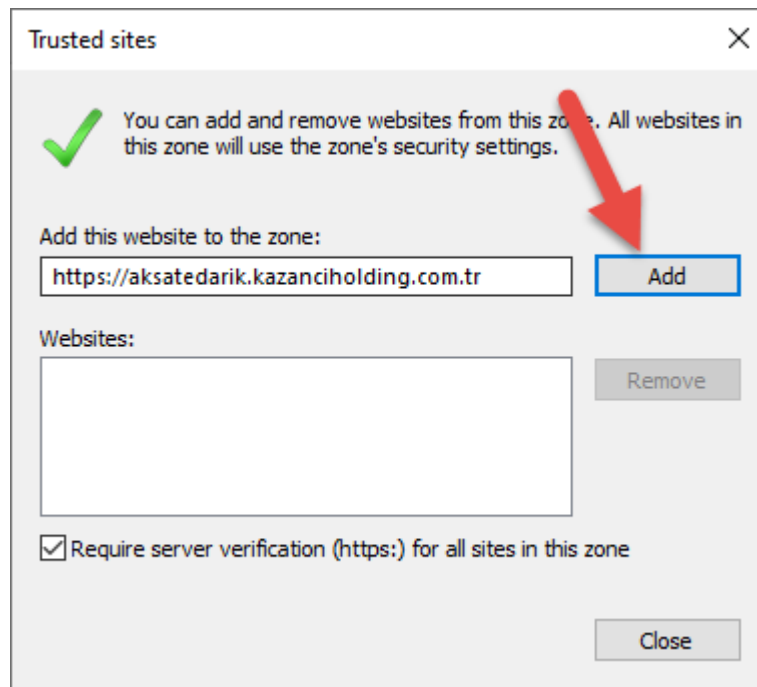 Trusted sites
You can add and remove websites from this zone. All websites in
this zone will use the zone's security settings.
Add this website to the zone:
https://aksatedarik.kazanciholding.com.tr
Add
Websites:
Remove
Require server verification (https:) for all sites in this zone
Close